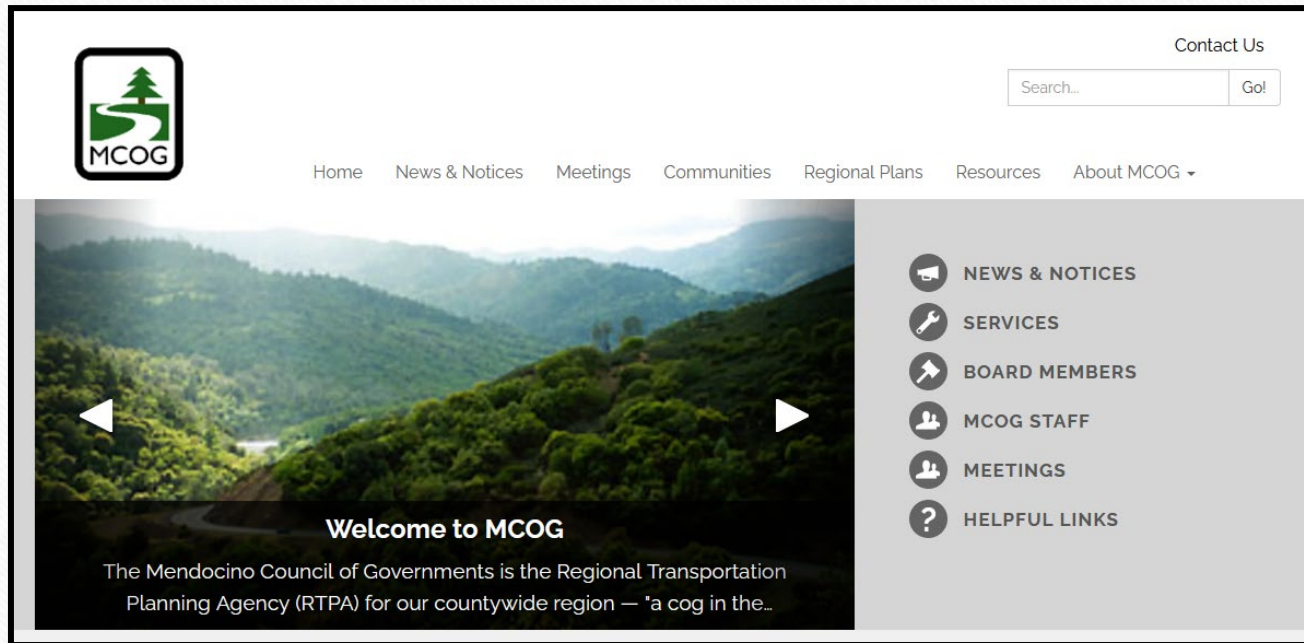 Contact Us
Search...
Go!
MCOG
Home
News & Notices
Meetings
Communities
Regional Plans
Resources
About MCOG
NEWS & NOTICES
SERVICES
BOARD MEMBERS
MCOG STAFF
MEETINGS
HELPFUL LINKS
Welcome to MCOG
The Mendocino Council of Governments is the Regional Transportation
Planning Agency (RTPA) for our countywide region — "a cog in the...